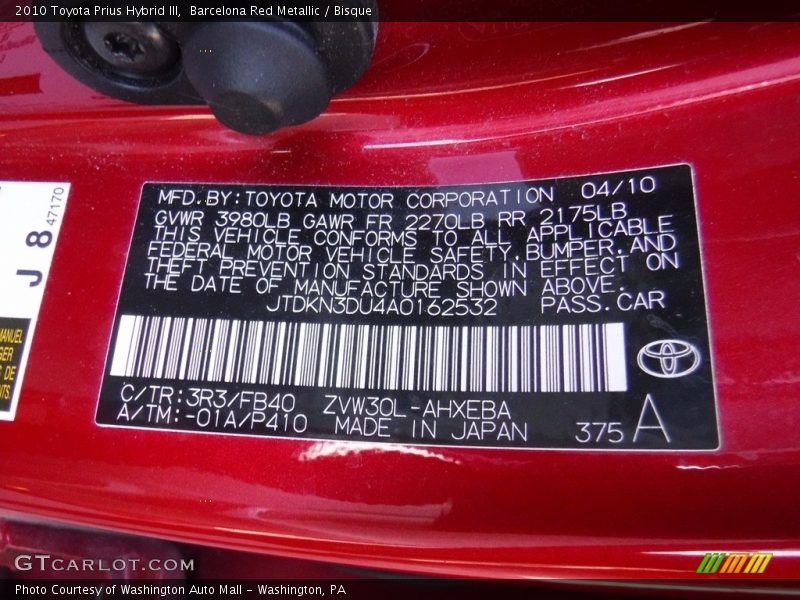 2010 Toyota Prius Hybrid III, Barcelona Red Metallic / Bisque
J 8 47170
MANUEL
MFD.BY:TOYOTA MOTOR CORPORATION 04/10
GVWR 3980LB GAWR FR 2270LB RR 2175LB
THIS VEHICLE CONFORMS TO ALL APPLICABLE
FEDERAL MOTOR VEHICLE SAFETY,BUMPER,AND
THEFT PREVENTION STANDARDS IN EFFECT ON
THE DATE OF MANUFACTURE SHOWN ABOVE.
JTDKN3DU4A0162532 PASS.CAR
C/TR:3R3/FB40 ZVW30L-AHXEBA
A/TM:-01A/P410 MADE IN JAPAN 375 A
GTCARLOT.COM
Photo Courtesy of Washington Auto Mall - Washington, PA